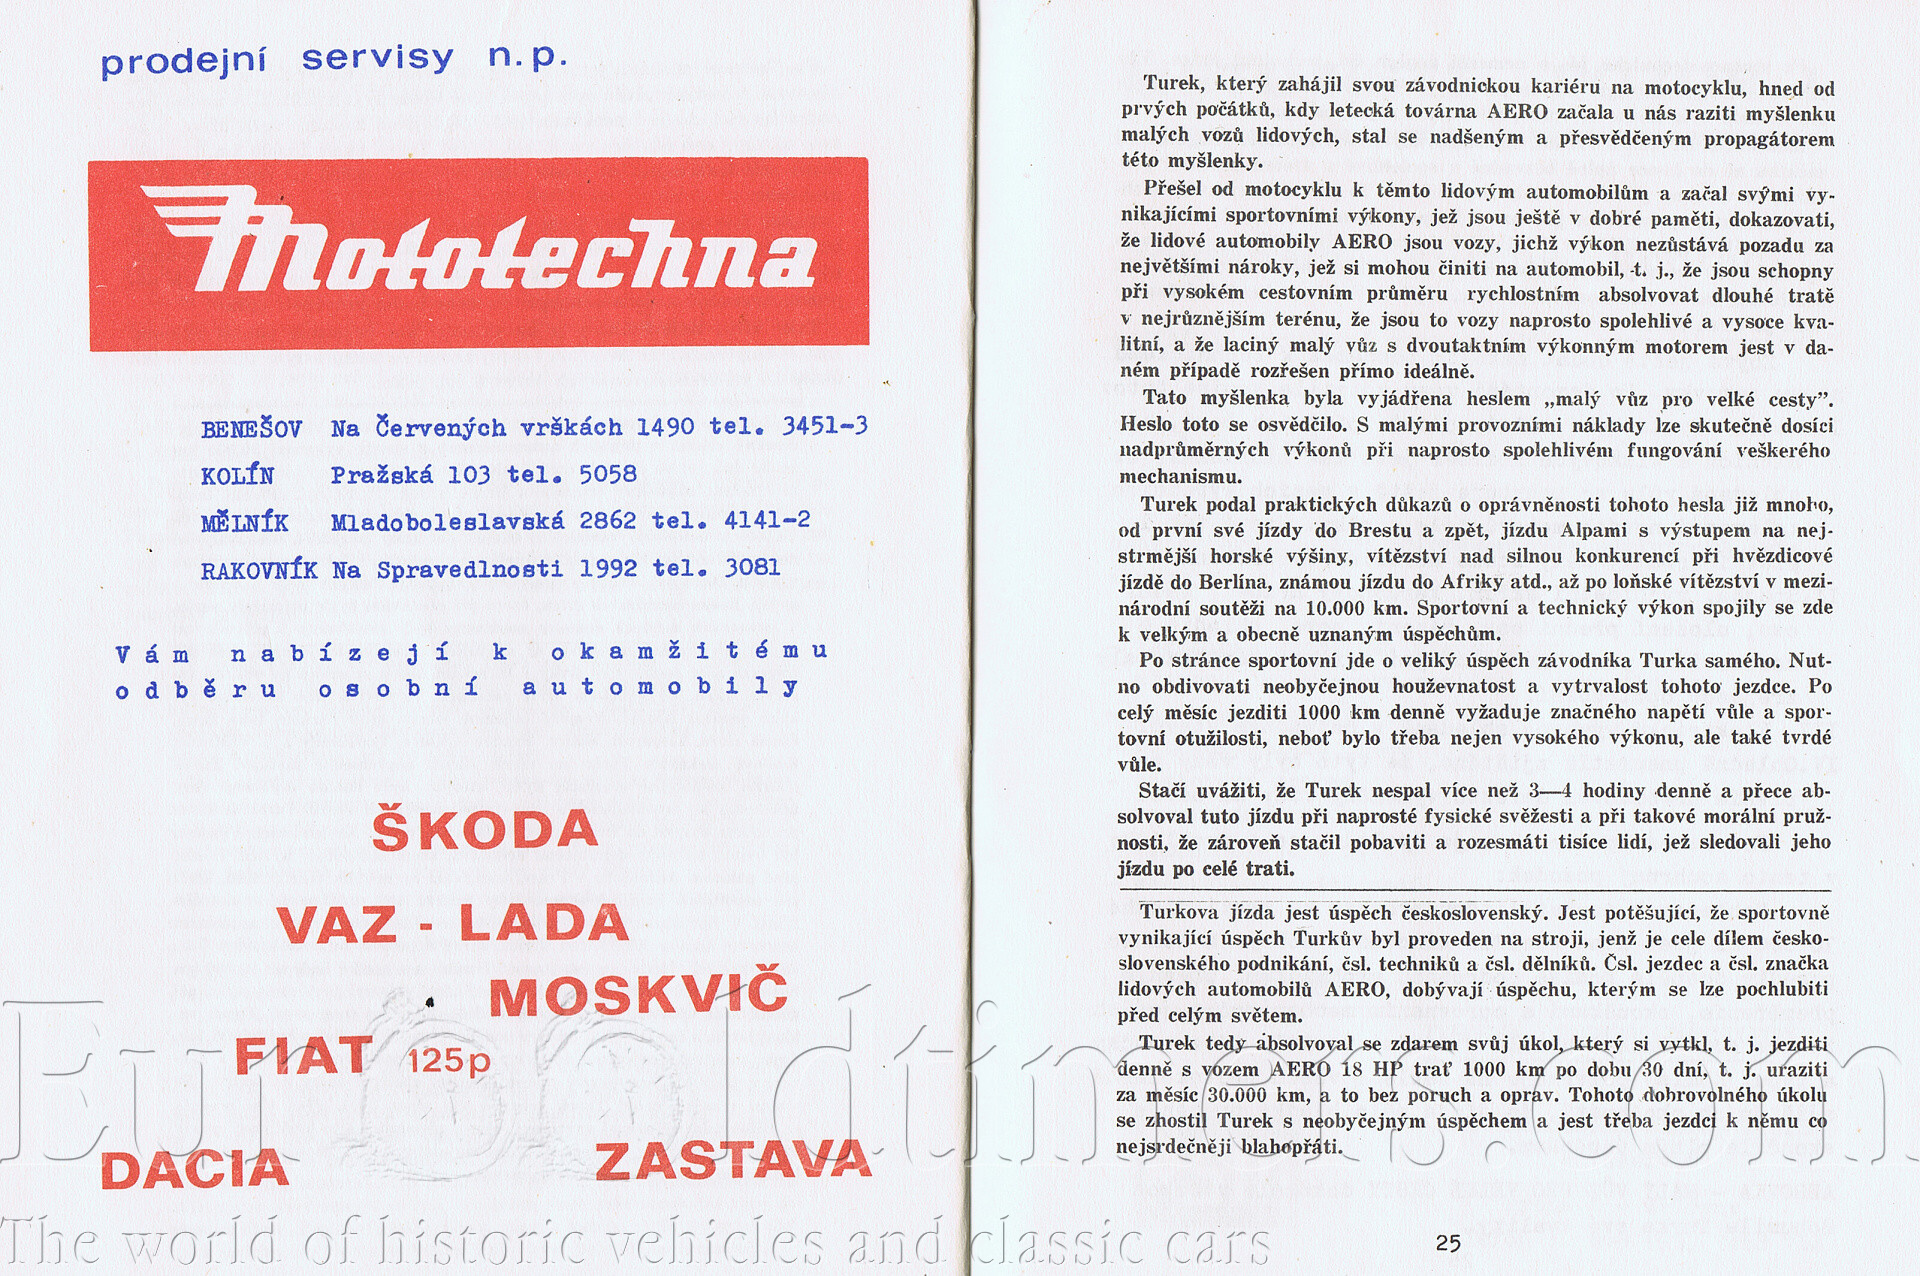 prodejní servisy n.p.
Mototechna
BENEŠOV Na Červených vrškách 1490 tel. 3451-3
KOLÍN Pražská 103 tel. 5058
MĚLNÍK Mladoboleslavská 2862 tel. 4141-2
RAKOVNÍK Na Spravedlnosti 1992 tel. 3081
Vám nabízejí k okamžitému
odběru osobní automobily
ŠKODA
VAZ - LADA
MOSKVIČ
FIAT 125p
DACIA
ZASTAVA
Turek, který zahájil svou závodnickou kariéru na motocyklu, hned od
prvých počátků, kdy letecká továrna AERO začala u nás raziti myšlenku
malých vozů lidových, stal se nadšeným a přesvědčeným propagátorem
této myšlenky.
Přešel od motocyklu k těmto lidovým automobilům a začal svými vy-
nikajícími sportovními výkony, jež jsou ještě v dobré paměti, dokazovati,
že lidové automobily AERO jsou vozy, jichž výkon nezůstává pozadu za
největšími nároky, jež si mohou činiti na automobil, t. j., že jsou schopny
při vysokém cestovním průměru rychlostním absolvovat dlouhé tratě
v nejrůznějším terénu, že jsou to vozy naprosto spolehlivé a vysoce kva-
litní, a že laciný malý vůz s dvoutaktním výkonným motorem jest v da-
ném případě rozřešen přímo ideálně.
Tato myšlenka byla vyjádřena heslem „malý vůz pro velké cesty”.
Heslo toto se osvědčilo. S malými provozními náklady lze skutečně dosíci
nadprůměrných výkonů při naprosto spolehlivém fungování veškerého
mechanismu.
Turek podal praktických důkazů o oprávněnosti tohoto hesla již mnoho,
od první své jízdy do Brestu a zpět, jízdu Alpami s výstupem na nej-
strmější horské výšiny, vítězství nad silnou konkurencí při hvězdicové
jízdě do Berlína, známou jízdu do Afriky atd., až po loňské vítězství v mezi-
národní soutěži na 10.000 km. Sportovní a technický výkon spojily se zde
k velkým a obecně uznaným úspěchům.
Po stránce sportovní jde o veliký úspěch závodníka Turka samého. Nut-
no obdivovati neobyčejnou houževnatost a vytrvalost tohoto jezdce. Po
celý měsíc jezditi 1000 km denně vyžaduje značného napětí vůle a spor-
tovní otužilosti, neboť bylo třeba nejen vysokého výkonu, ale také tvrdé
vůle.
Stačí uvážiti, že Turek nespal více než 3—4 hodiny denně a přece ab-
solvoval tuto jízdu při naprosté fysické svěžesti a při takové morální pruž-
nosti, že zároveň stačil pobaviti a rozesmáti tisíce lidí, jež sledovali jeho
jízdu po celé trati.
Turkova jízda jest úspěch československý. Jest potěšující, že sportovně
vynikající úspěch Turkův byl proveden na stroji, jenž je cele dílem česko-
slovenského podnikání, čsl. techniků a čsl. dělníků. Čsl. jezdec a čsl. značka
lidových automobilů AERO, dobývají úspěchu, kterým se lze pochlubiti
před celým světem.
Turek tedy absolvoval se zdarem svůj úkol, který si vytkl, t. j. jezditi
denně s vozem AERO 18 HP trať 1000 km po dobu 30 dní, t. j. uraziti
za měsíc 30.000 km, a to bez poruch a oprav. Tohoto dobrovolného úkolu
se zhostil Turek s neobyčejným úspěchem a jest třeba jezdci k němu co
nejsrdečněji blahopřáti.
25
EuroOldtimers.com
The world of historic vehicles and classic cars